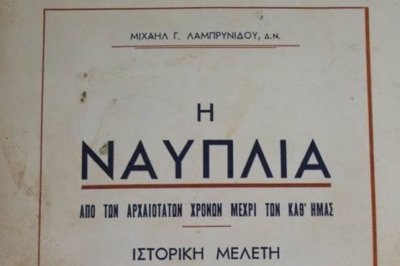 ΜΙΧΑΗΛ Γ. ΛΑΜΠΡΥΝΙΔΟΥ, Δ.Ν.
Η
ΝΑΥΠΛΙΑ
ΑΠΟ ΤΩΝ ΑΡΧΑΙΟΤΑΤΩΝ ΧΡΟΝΩΝ ΜΕΧΡΙ ΤΩΝ ΚΑΘ' ΗΜΑΣ
ΙΣΤΟΡΙΚΗ ΜΕΛΕΤΗ